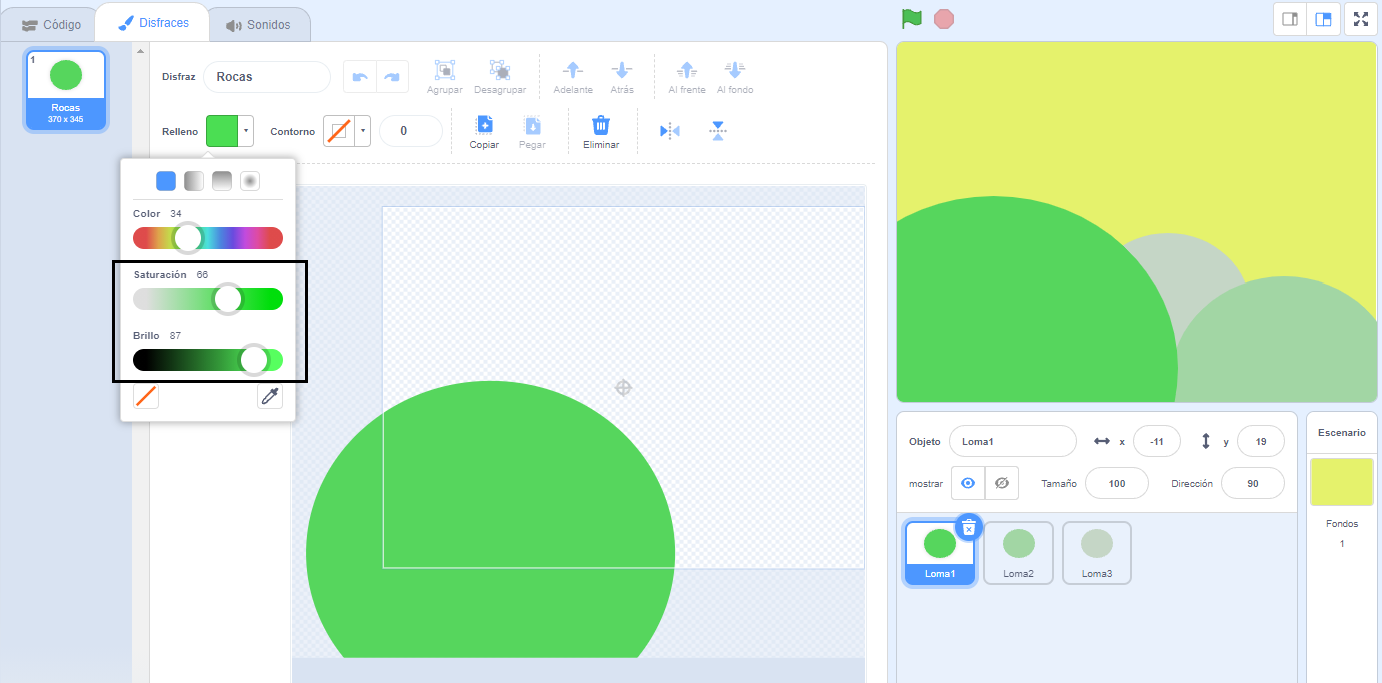 Código Disfraces Sonidos
1
Rocas
370 x 345
Disfraz Rocas Agrupar Desagrupar Adelante Atrás Al frente Al fondo
Relleno Contorno 0 Copiar Pegar Eliminar
Color 34
Saturación 66
Brillo 87
Objeto Loma1 x -11 y 19
mostrar Tamaño 100 Dirección 90
Loma1 Loma2 Loma3
Escenario
Fondos
1